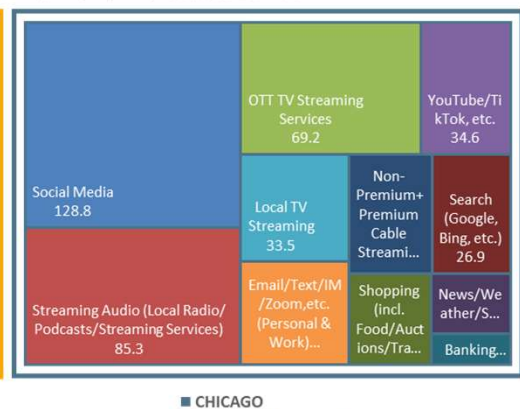 Social Media
128.8
Streaming Audio (Local Radio/
Podcasts/Streaming Services)
85.3
OTT TV Streaming
Services
69.2
YouTube/Ti
kTok, etc.
34.6
Local TV
Streaming
33.5
Non-
Premium+
Premium
Cable
Streami...
Search
(Google,
Bing, etc.)
26.9
Email/Text/IM
/Zoom,etc.
(Personal &
Work)...
Shopping
(incl.
Food/Auct
ions/Tra...
News/We
ather/S...
Banking...
CHICAGO